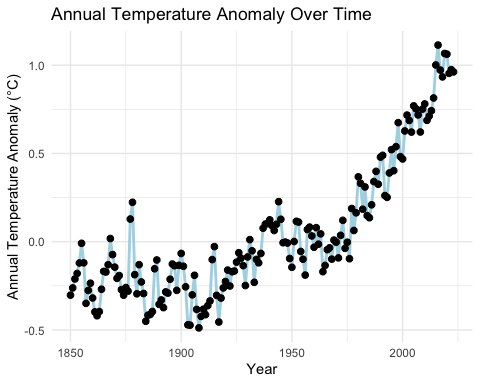 Annual Temperature Anomaly Over Time
Annual Temperature Anomaly (°C)
1.0
0.5
0.0
-0.5
1850 1900 1950 2000
Year